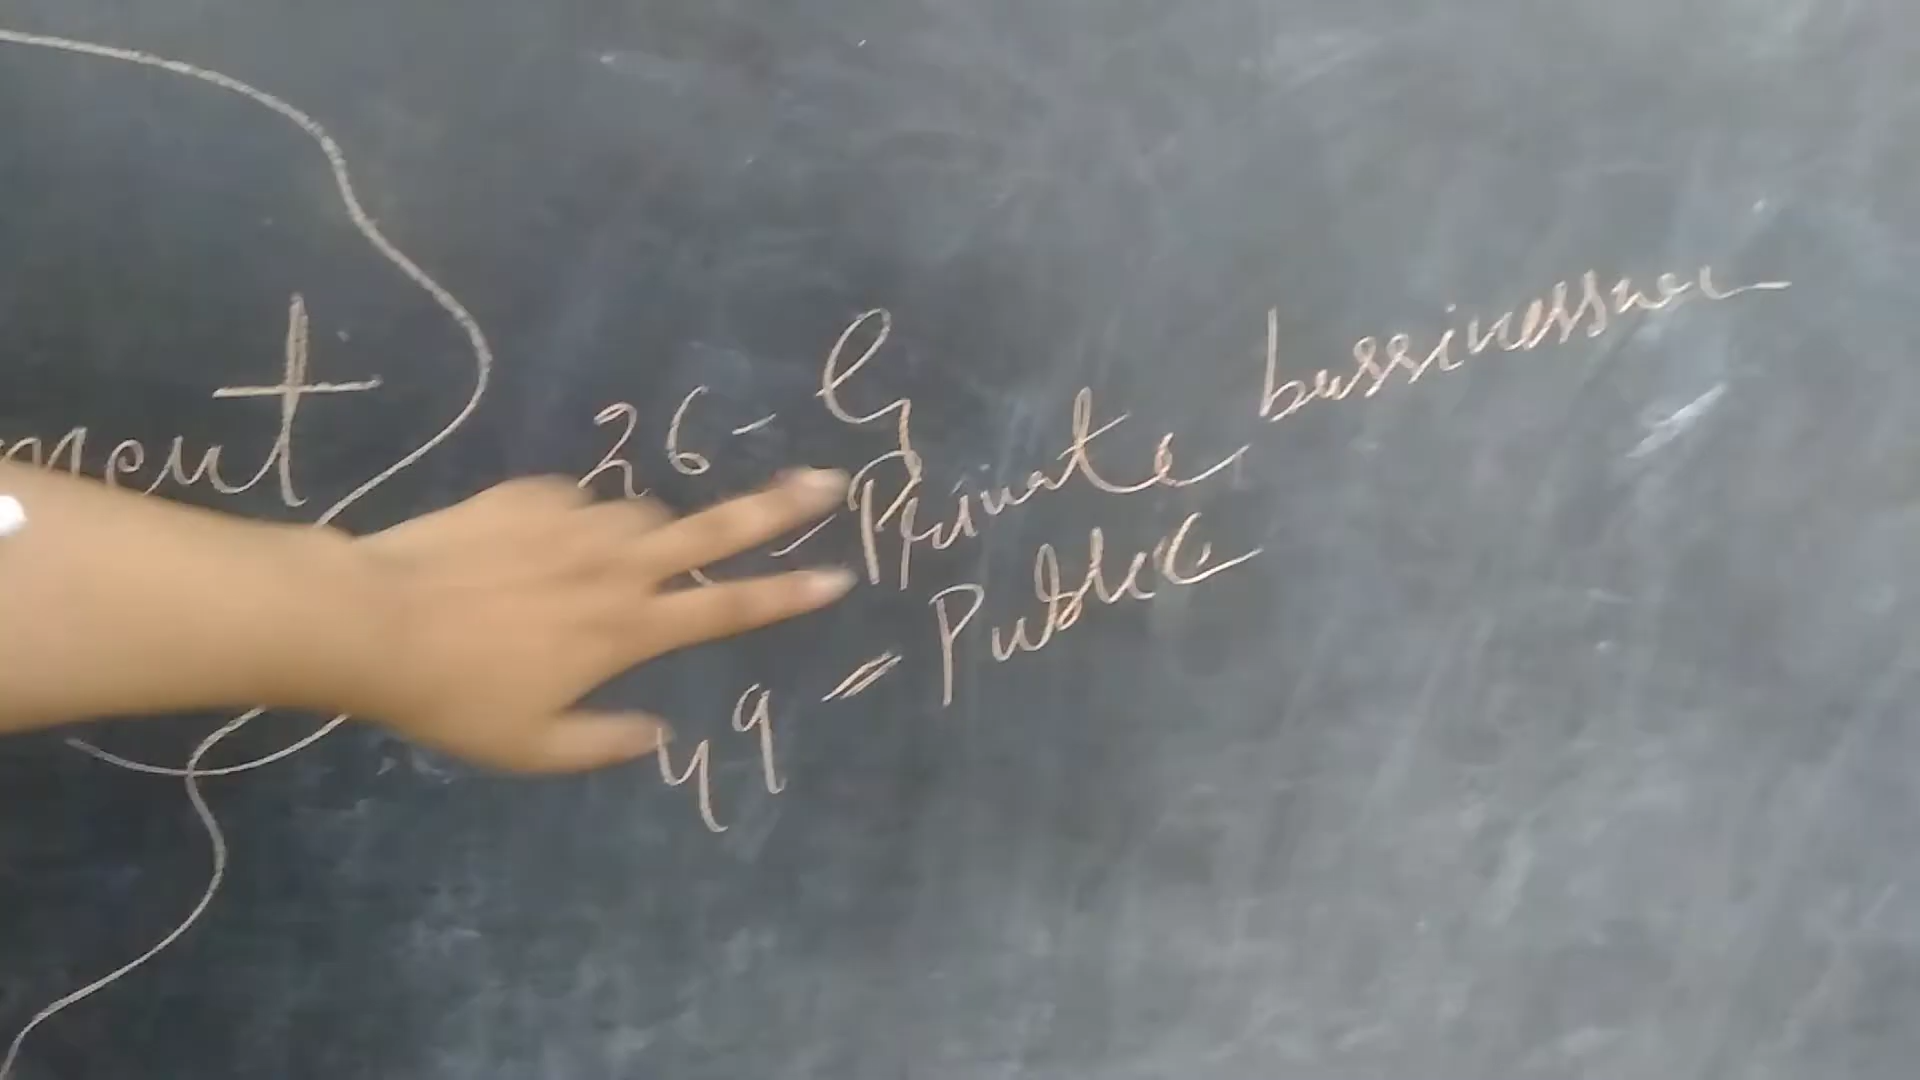 ment
26 - G
- Private bussinessmen
49 = Public